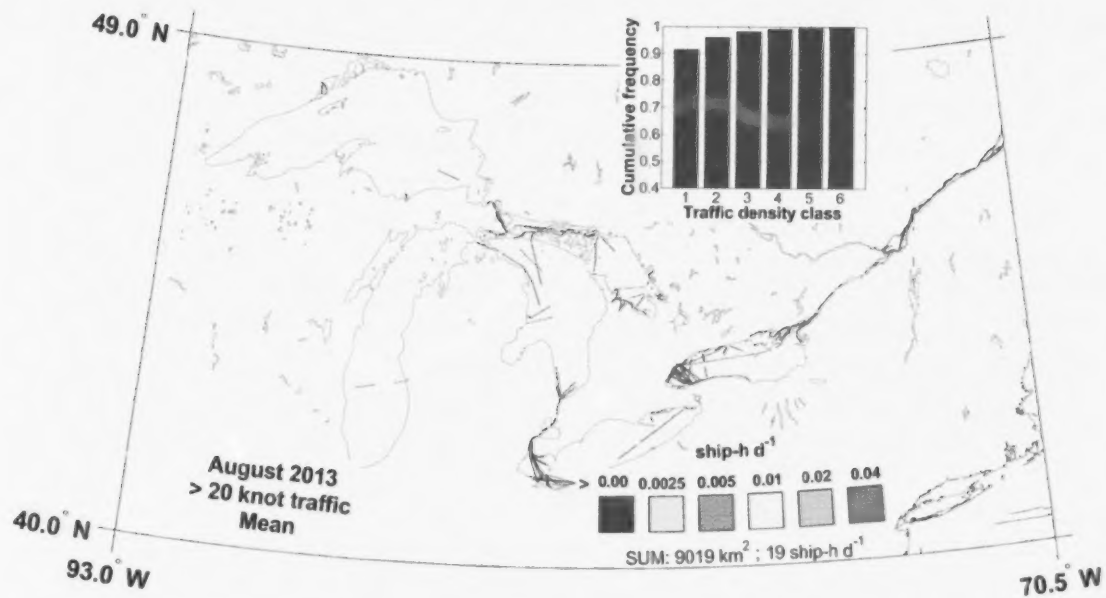 49.0° N
Cumulative frequency
1
0.9
0.8
0.7
0.6
0.5
0.4
1 2 3 4 5 6
Traffic density class
August 2013
> 20 knot traffic
Mean
ship-h d⁻¹
> 0.00 0.0025 0.005 0.01 0.02 0.04
SUM: 9019 km² ; 19 ship-h d⁻¹
40.0° N
93.0° W
70.5° W